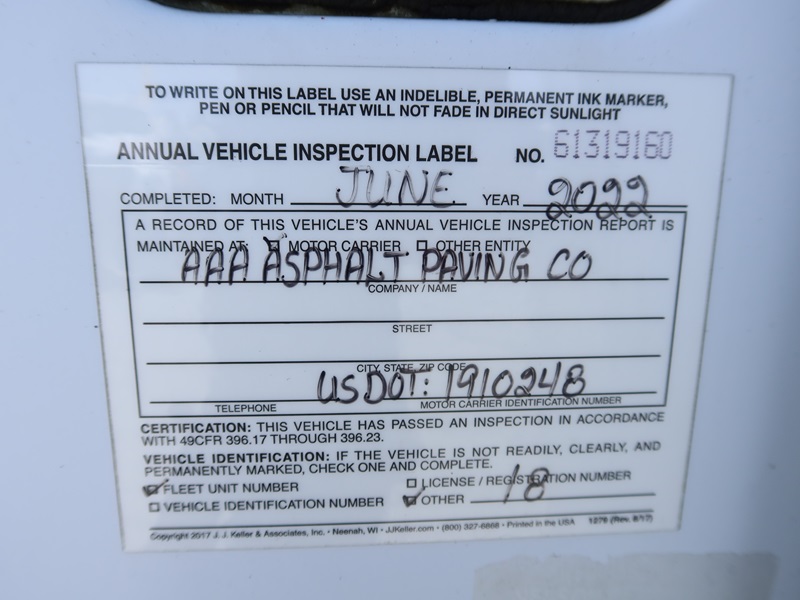 TO WRITE ON THIS LABEL USE AN INDELIBLE, PERMANENT INK MARKER,
PEN OR PENCIL THAT WILL NOT FADE IN DIRECT SUNLIGHT
ANNUAL VEHICLE INSPECTION LABEL NO. 61319160
COMPLETED: MONTH JUNE YEAR 2022
A RECORD OF THIS VEHICLE'S ANNUAL VEHICLE INSPECTION REPORT IS
MAINTAINED AT: MOTOR CARRIER OTHER ENTITY
AAA ASPHALT PAVING CO
COMPANY / NAME
STREET
CITY, STATE, ZIP CODE
USDOT: 1910248
TELEPHONE MOTOR CARRIER IDENTIFICATION NUMBER
CERTIFICATION: THIS VEHICLE HAS PASSED AN INSPECTION IN ACCORDANCE
WITH 49CFR 396.17 THROUGH 396.23.
VEHICLE IDENTIFICATION: IF THE VEHICLE IS NOT READILY, CLEARLY, AND
PERMANENTLY MARKED, CHECK ONE AND COMPLETE.
FLEET UNIT NUMBER LICENSE / REGISTRATION NUMBER
VEHICLE IDENTIFICATION NUMBER OTHER 18
Copyright 2017 J. J. Keller & Associates, Inc. • Neenah, WI • JJKeller.com • (800) 327-6868 • Printed in the USA 1276 (Rev. 8/17)